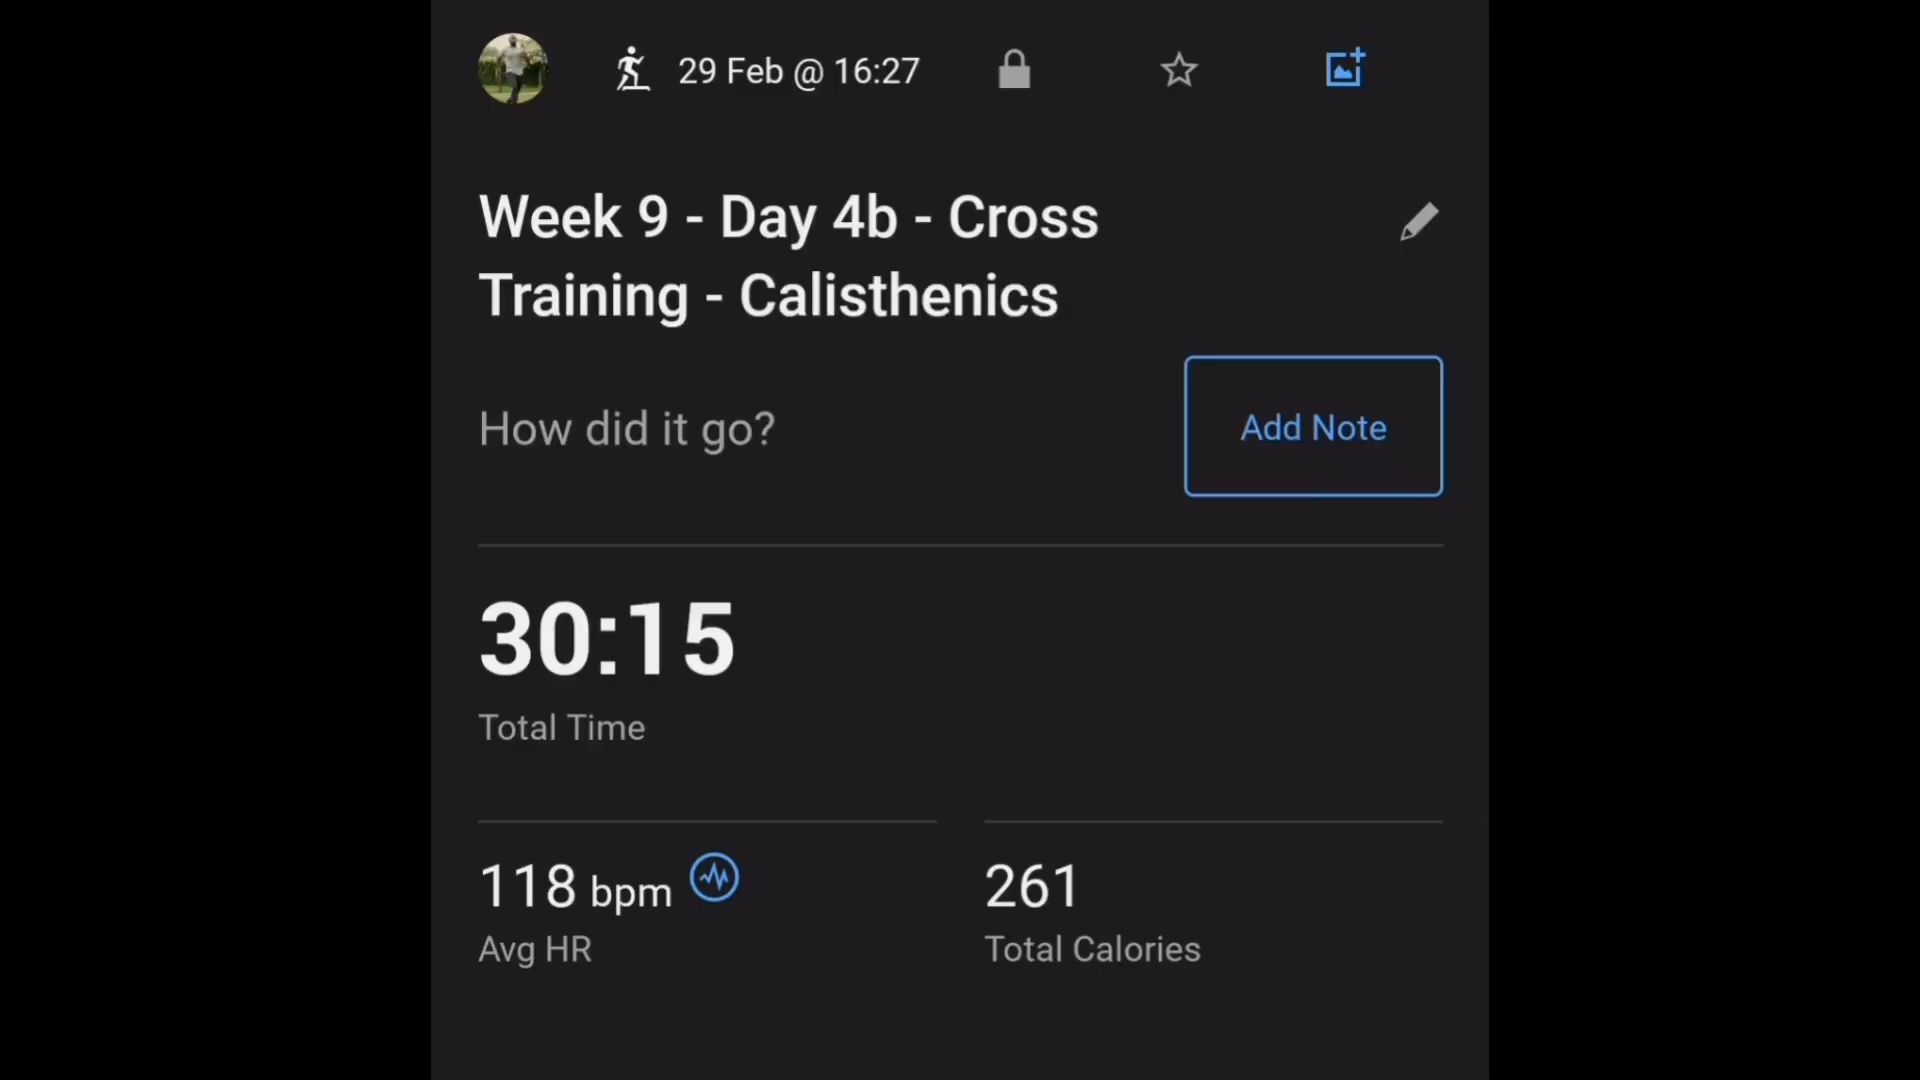 29 Feb @ 16:27
Week 9 - Day 4b - Cross
Training - Calisthenics
How did it go?
Add Note
30:15
Total Time
118 bpm
Avg HR
261
Total Calories